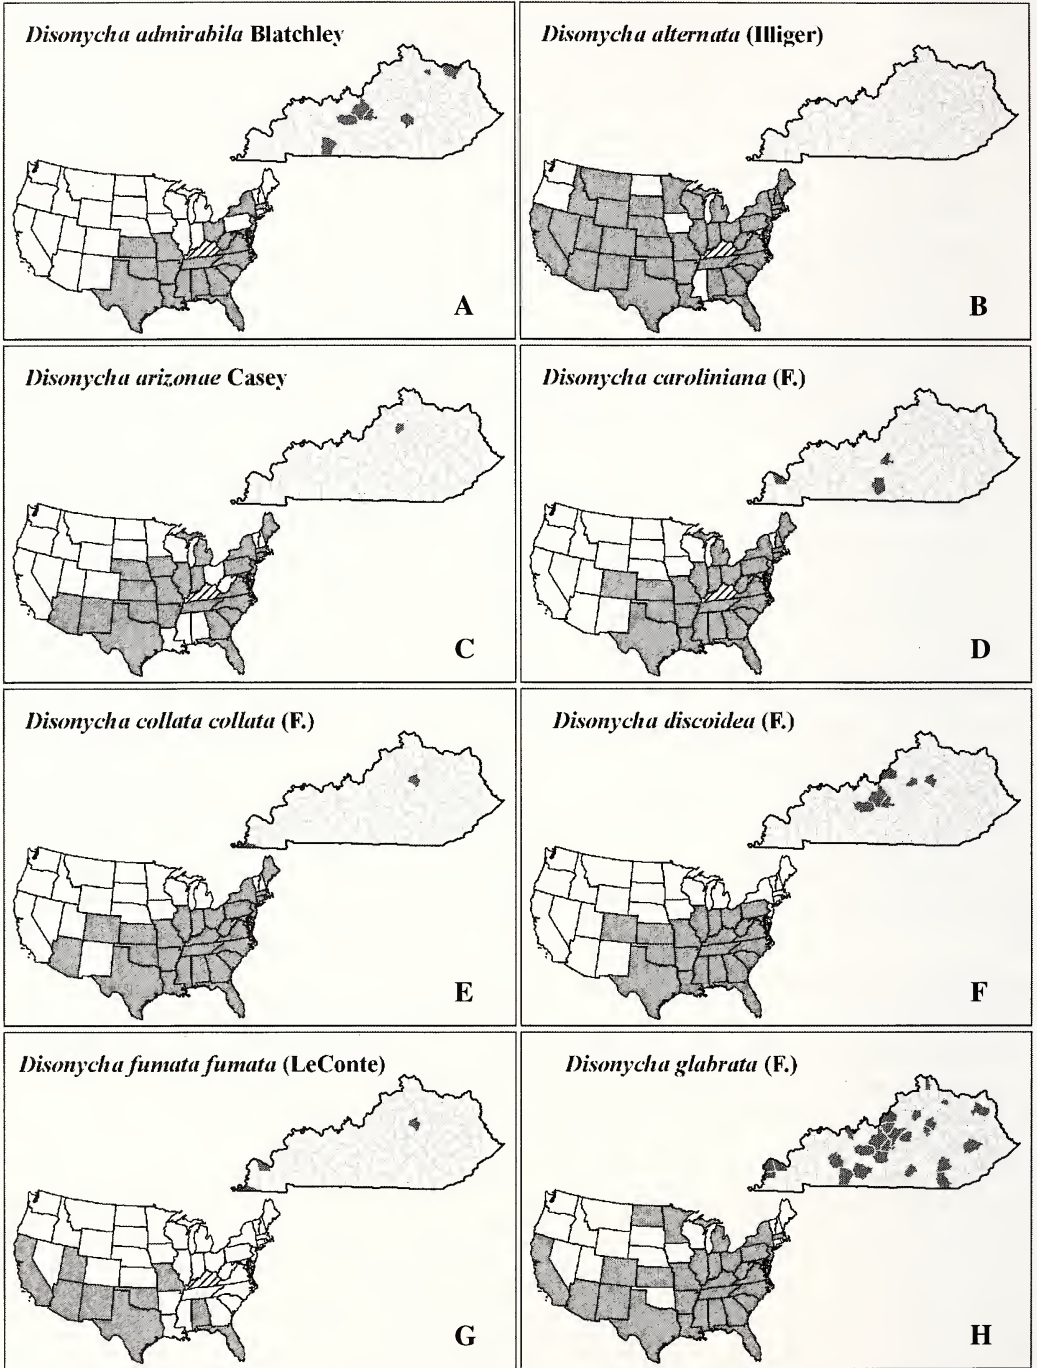 Disonycha admirabila Blatchley
A
Disonycha alternata (Illiger)
B
Disonycha arizonae Casey
C
Disonycha caroliniana (F.)
D
Disonycha collata collata (F.)
E
Disonycha discoidea (F.)
F
Disonycha fumata fumata (LeConte)
G
Disonycha glabrata (F.)
H